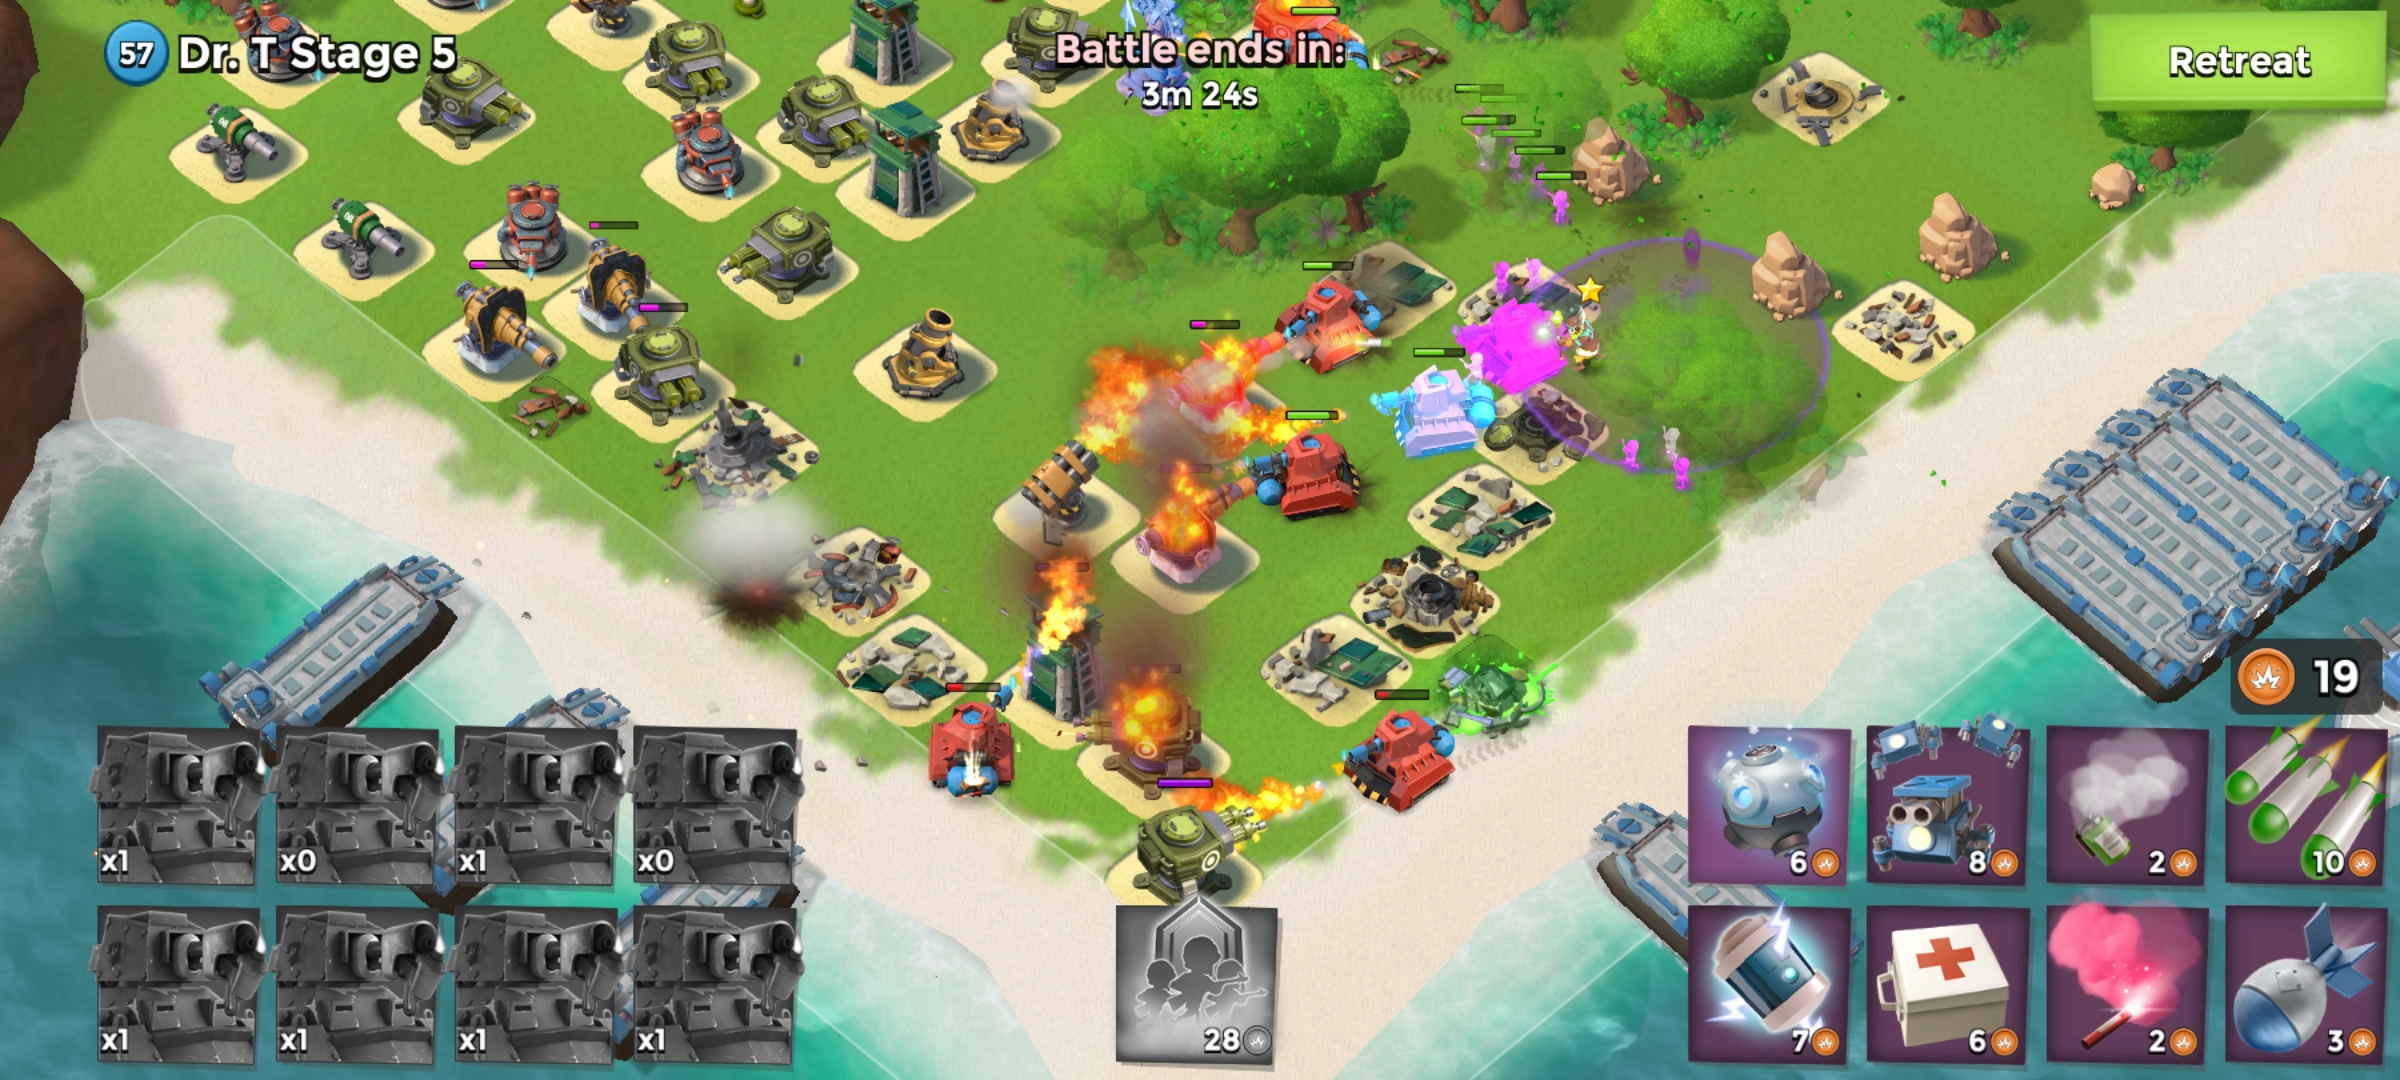 57 Dr. T Stage 5
Battle ends in:
3m 24s
Retreat
19
x1 x0 x1 x0
6 8 2 10
x1 x1 x1 x1
28
7 6 2 3